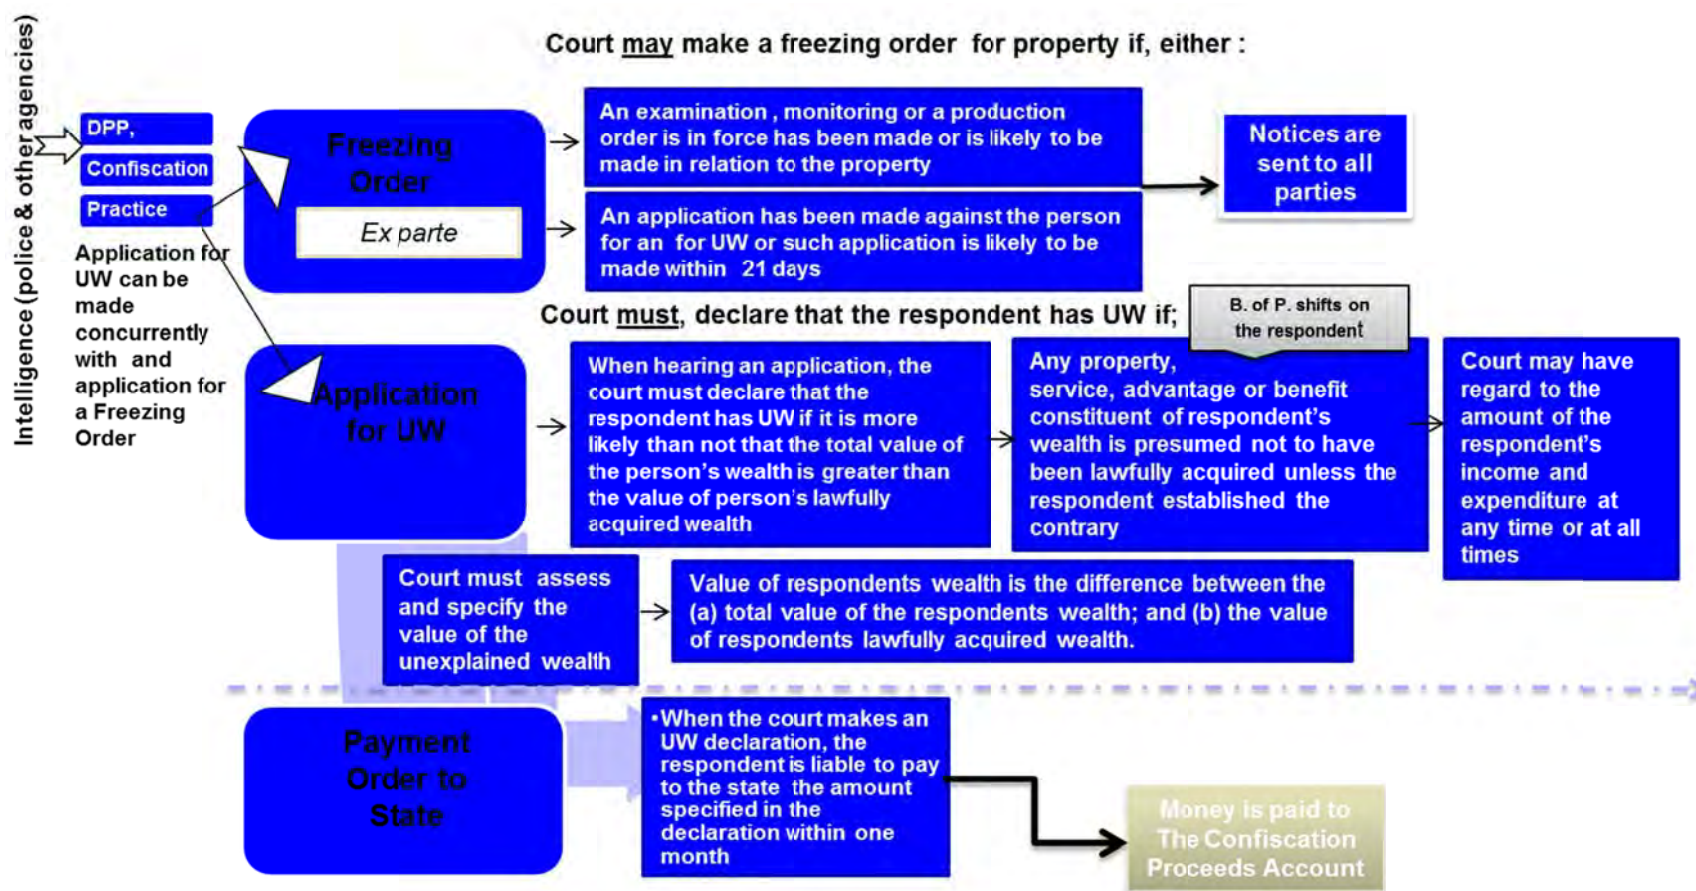 Intelligence (police & other agencies)
Court may make a freezing order for property if, either :
DPP,
Confiscation
Practice
Application for
UW can be
made
concurrently
with and
application for
a Freezing
Order
Freezing
Order
Ex parte
An examination , monitoring or a production
order is in force has been made or is likely to be
made in relation to the property
An application has been made against the person
for an for UW or such application is likely to be
made within 21 days
Notices are
sent to all
parties
Court must, declare that the respondent has UW if;
B. of P. shifts on
the respondent
Application
for UW
When hearing an application, the
court must declare that the
respondent has UW if it is more
likely than not that the total value of
the person's wealth is greater than
the value of person's lawfully
acquired wealth
Any property,
service, advantage or benefit
constituent of respondent's
wealth is presumed not to have
been lawfully acquired unless the
respondent established the
contrary
Court may have
regard to the
amount of the
respondent's
income and
expenditure at
any time or at all
times
Court must assess
and specify the
value of the
unexplained wealth
Value of respondents wealth is the difference between the
(a) total value of the respondents wealth; and (b) the value
of respondents lawfully acquired wealth.
Payment
Order to
State
•When the court makes an
UW declaration, the
respondent is liable to pay
to the state the amount
specified in the
declaration within one
month
Money is paid to
The Confiscation
Proceeds Account